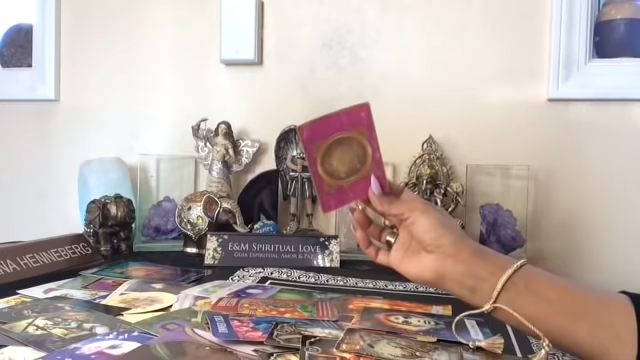 NA HENNEBERG
E&M SPIRITUAL LOVE
GUIA ESPIRITUAL, AMOR & PAZ